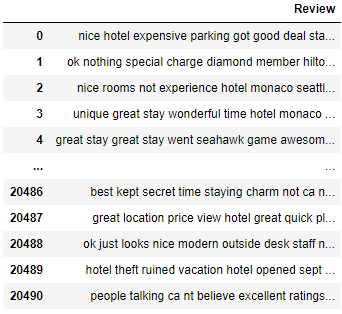 Review
0 nice hotel expensive parking got good deal sta...
1 ok nothing special charge diamond member hilto...
2 nice rooms not experience hotel monaco seattl...
3 unique great stay wonderful time hotel monaco ...
4 great stay great stay went seahawk game awesom...
... ...
20486 best kept secret time staying charm not ca n...
20487 great location price view hotel great quick pl...
20488 ok just looks nice modern outside desk staff n...
20489 hotel theft ruined vacation hotel opened sept ...
20490 people talking ca nt believe excellent ratings...